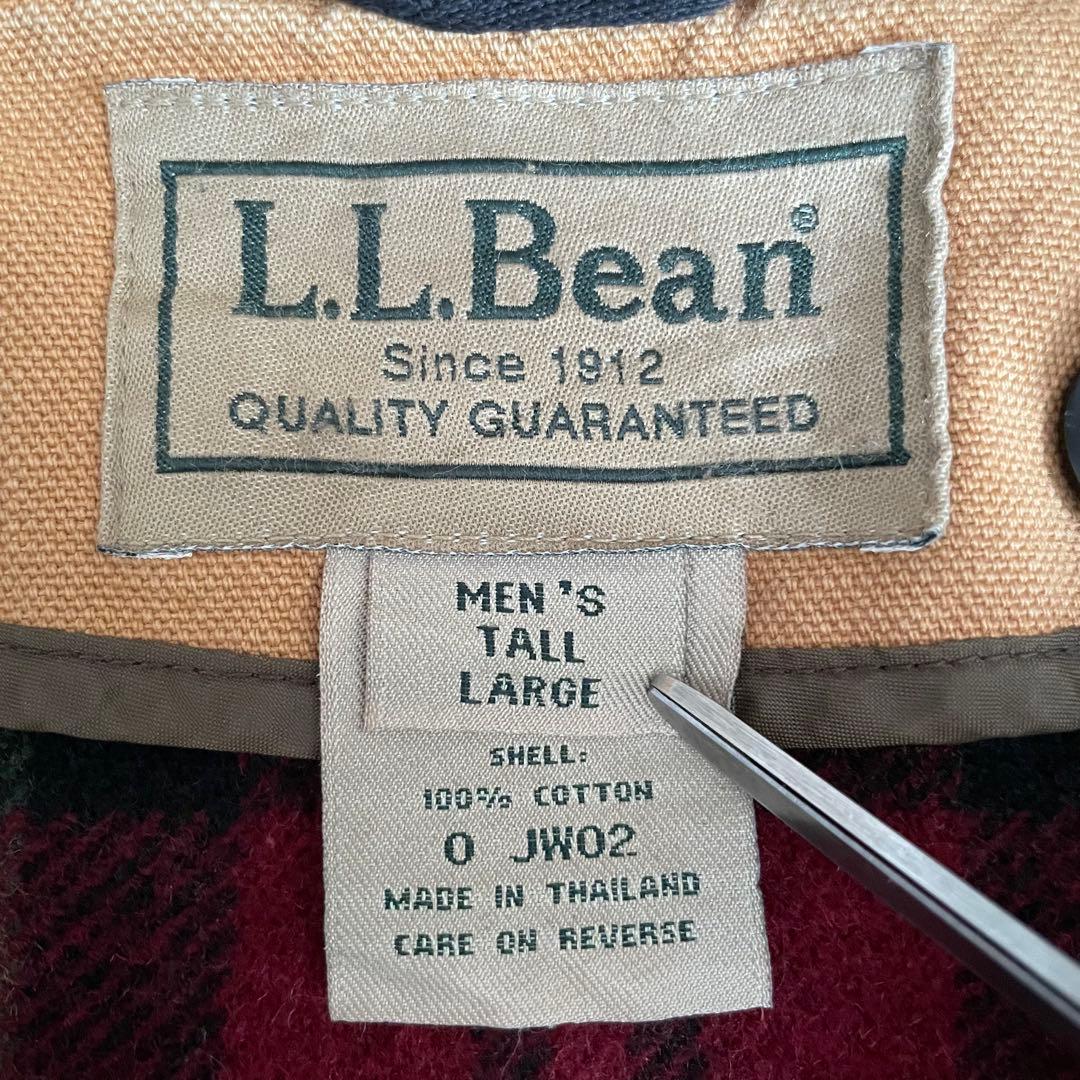 L.L.Bean®
Since 1912
QUALITY GUARANTEED
MEN'S
TALL
LARGE
SHELL:
100% COTTON
0 JW02
MADE IN THAILAND
CARE ON REVERSE